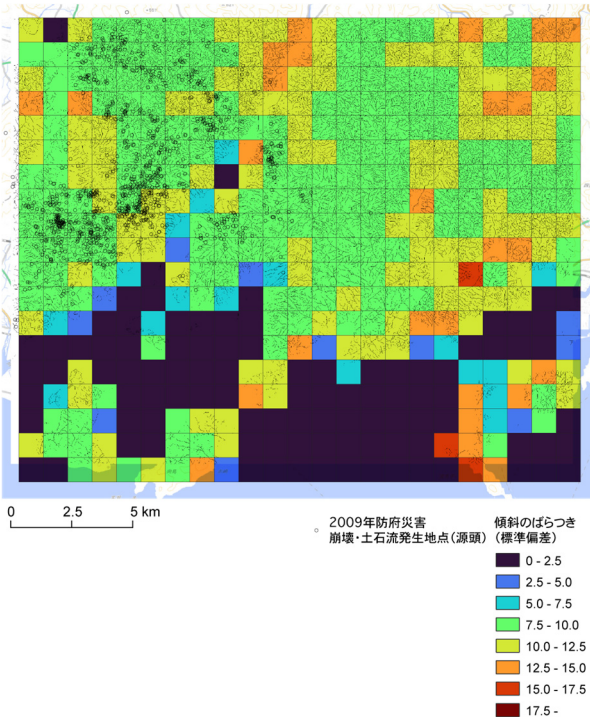 0 2.5 5 km
2009年防府災害
崩壊・土石流発生地点(源頭)
傾斜のばらつき
(標準偏差)
0 - 2.5
2.5 - 5.0
5.0 - 7.5
7.5 - 10.0
10.0 - 12.5
12.5 - 15.0
15.0 - 17.5
17.5 -